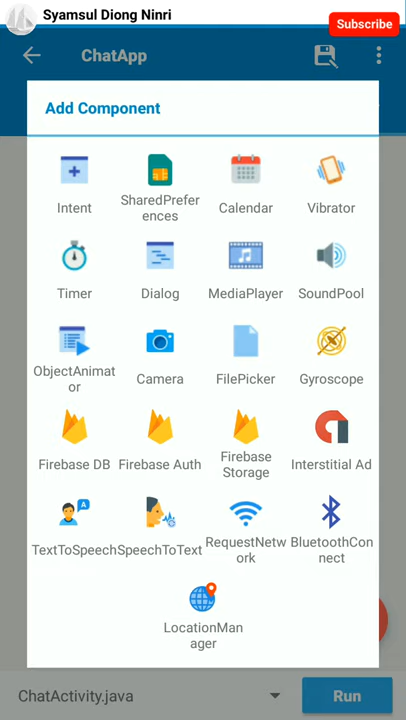 Syamsul Diong Ninri
Subscribe
ChatApp
Add Component
Intent
SharedPrefer
ences
Calendar
Vibrator
Timer
Dialog
MediaPlayer
SoundPool
ObjectAnimat
or
Camera
FilePicker
Gyroscope
Firebase DB
Firebase Auth
Firebase
Storage
Interstitial Ad
A
TextToSpeech
SpeechToText
RequestNetw
ork
BluetoothCon
nect
LocationMan
ager
ChatActivity.java
Run